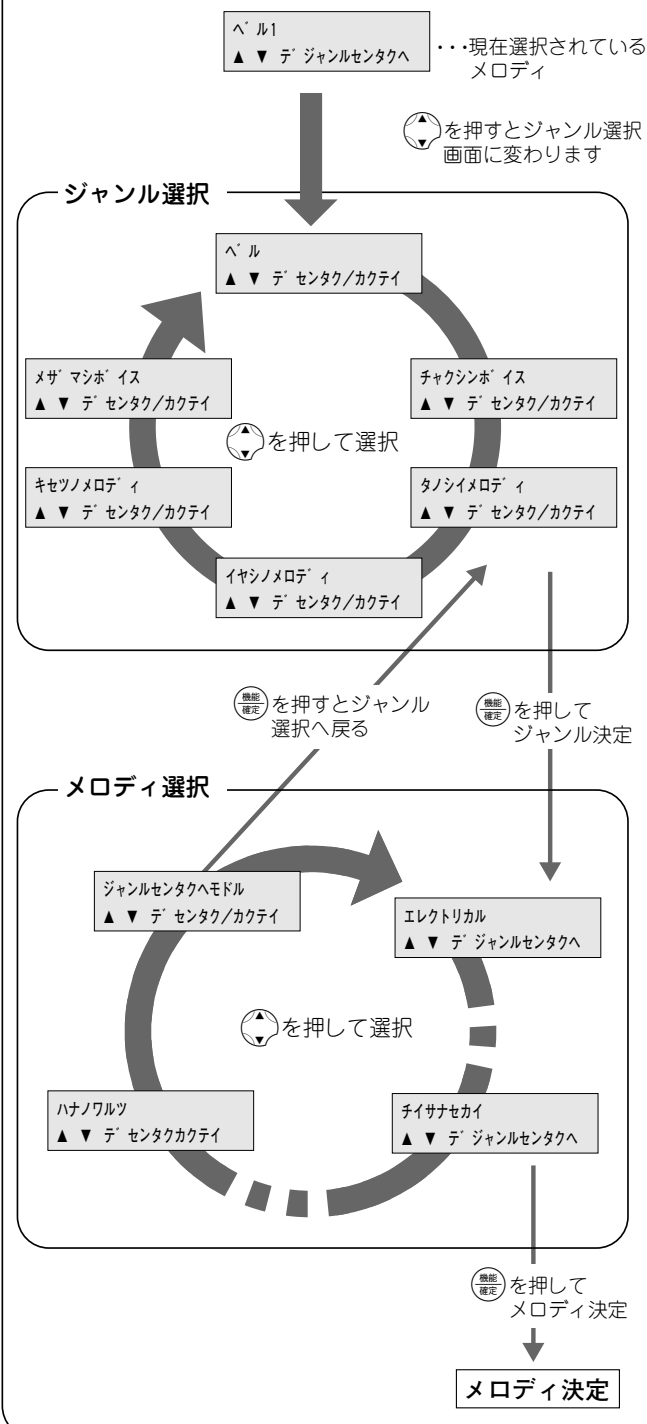 ベル1
▲ ▼ デ ジャンルセンタクヘ
・・・現在選択されている
メロディ
を押すとジャンル選択
画面に変わります
ジャンル選択
ベル
▲ ▼ デ センタク/カクテイ
メザマシボイス
▲ ▼ デ センタク/カクテイ
チャクシンボイス
▲ ▼ デ センタク/カクテイ
を押して選択
キセツノメロディ
▲ ▼ デ センタク/カクテイ
タノシイメロディ
▲ ▼ デ センタク/カクテイ
イヤシノメロディ
▲ ▼ デ センタク/カクテイ
機能
確定
を押すとジャンル
選択へ戻る
機能
確定
を押して
ジャンル決定
メロディ選択
ジャンルセンタクヘモドル
▲ ▼ デ センタク/カクテイ
エレクトリカル
▲ ▼ デ ジャンルセンタクヘ
を押して選択
ハナノワルツ
▲ ▼ デ センタクカクテイ
チイサナセカイ
▲ ▼ デ ジャンルセンタクヘ
機能
確定
を押して
メロディ決定
メロディ決定